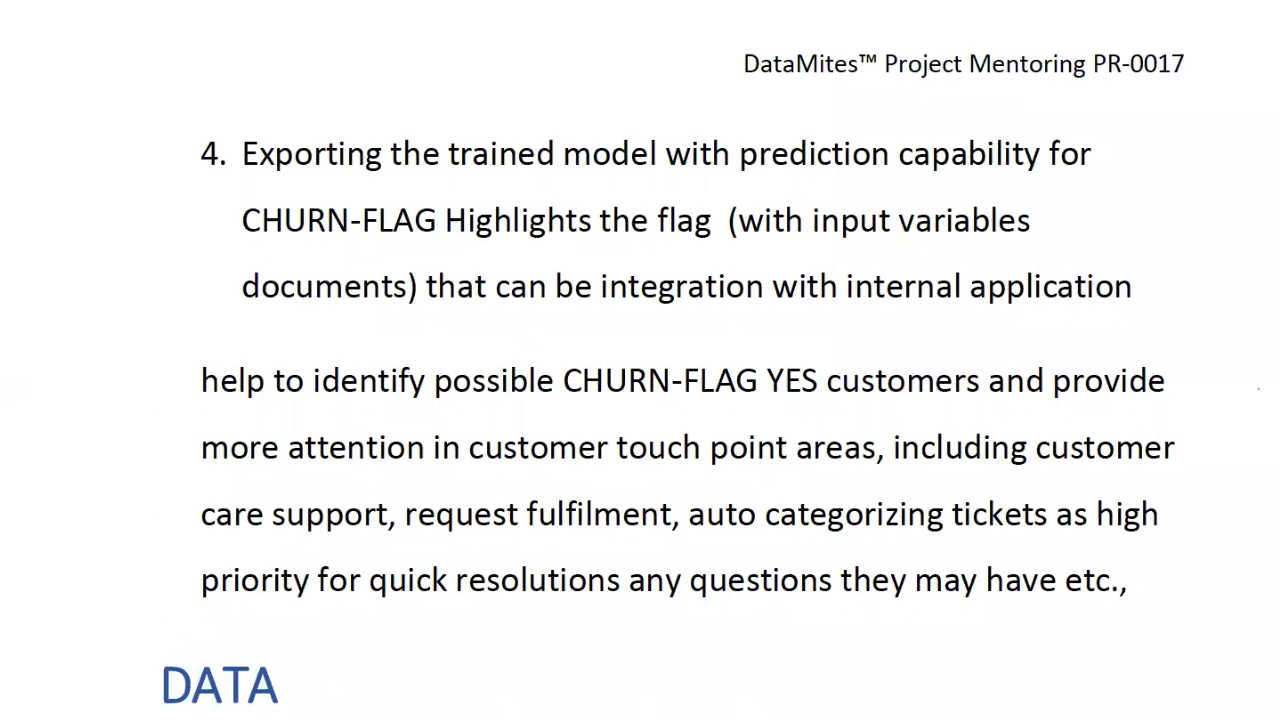 DataMites™ Project Mentoring PR-0017
4. Exporting the trained model with prediction capability for
CHURN-FLAG Highlights the flag (with input variables
documents) that can be integration with internal application
help to identify possible CHURN-FLAG YES customers and provide
more attention in customer touch point areas, including customer
care support, request fulfilment, auto categorizing tickets as high
priority for quick resolutions any questions they may have etc.,
DATA